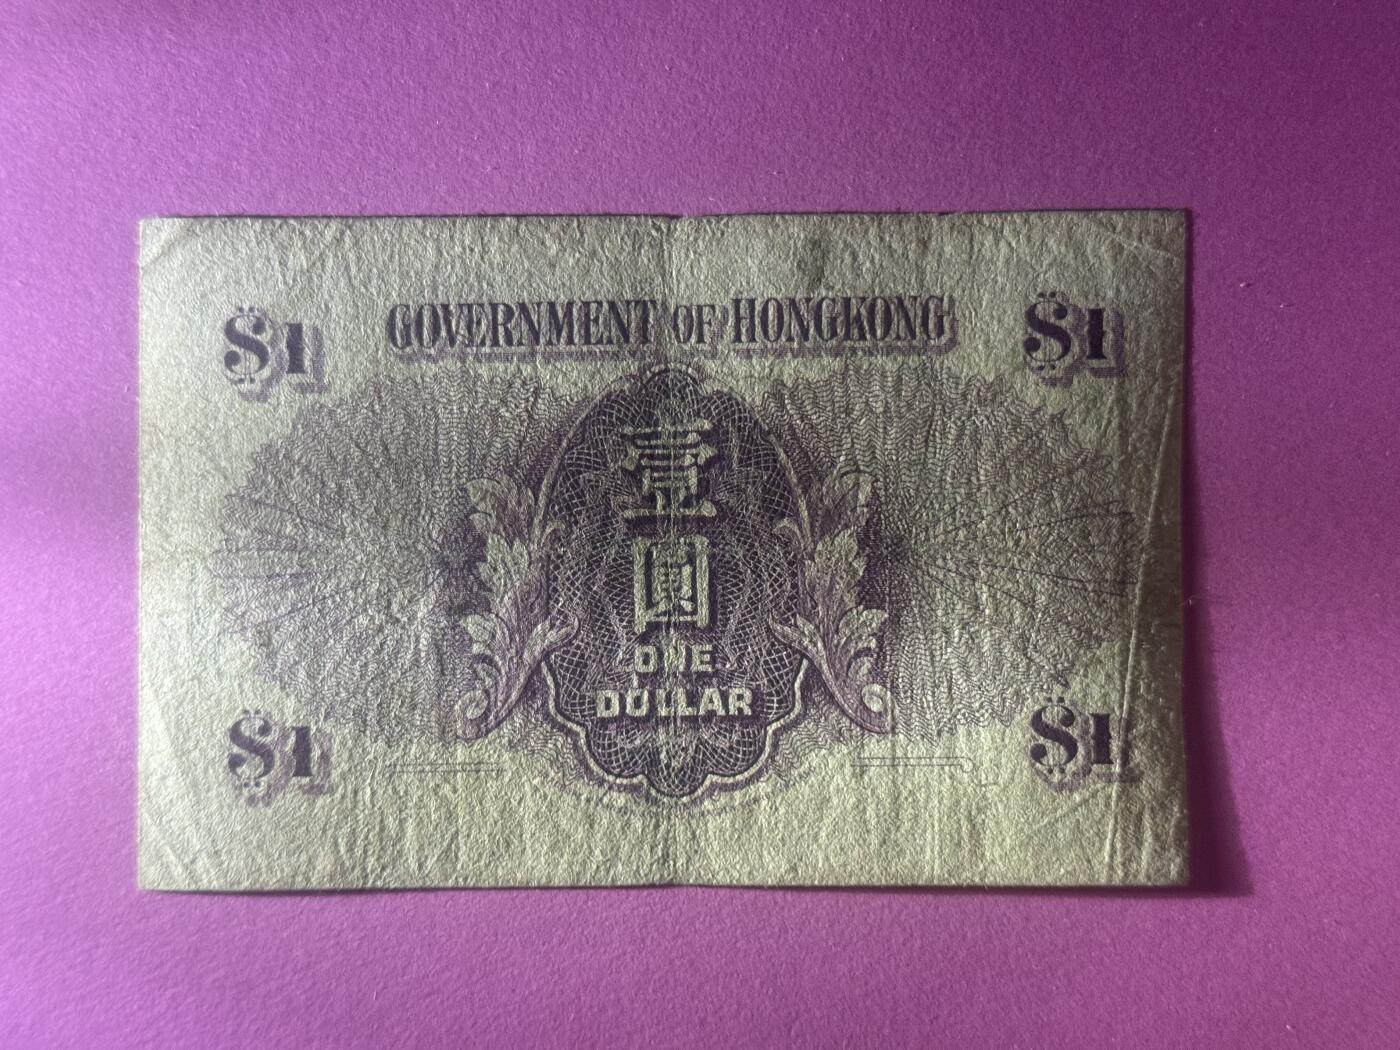 $1 GOVERNMENT OF HONGKONG $1
壹
圓
ONE
DOLLAR
$1 $1